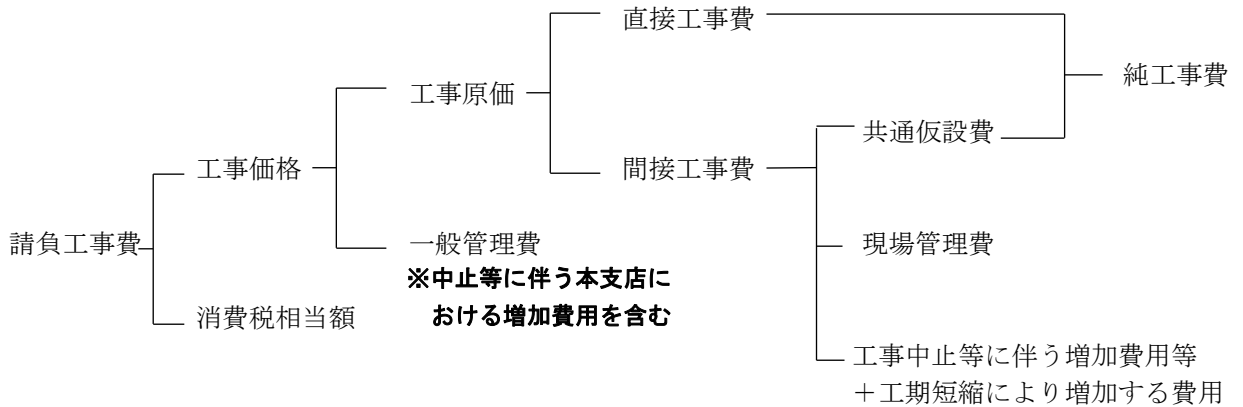 直接工事費
純工事費
工事原価
共通仮設費
工事価格
間接工事費
請負工事費
一般管理費
現場管理費
※中止等に伴う本支店に
おける増加費用を含む
消費税相当額
工事中止等に伴う増加費用等
＋工期短縮により増加する費用